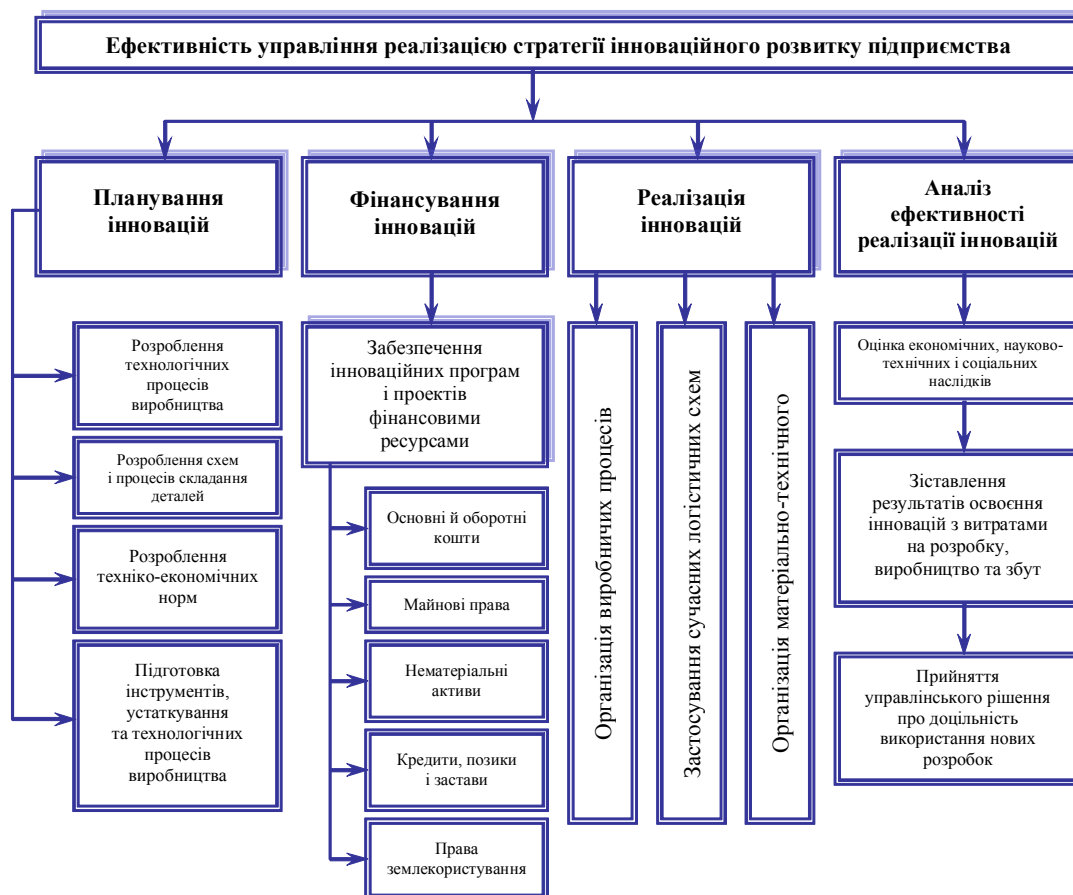 Ефективність управління реалізацією стратегії інноваційного розвитку підприємства
Планування
інновацій
Фінансування
інновацій
Реалізація
інновацій
Аналіз
ефективності
реалізації інновацій
Розроблення
технологічних
процесів
виробництва
Розроблення схем
і процесів складання
деталей
Розроблення
техніко-економічних
норм
Підготовка
інструментів,
устаткування
та технологічних
процесів
виробництва
Забезпечення
інноваційних програм
і проектів
фінансовими
ресурсами
Основні й оборотні
кошти
Майнові права
Нематеріальні
активи
Кредити, позики
і застави
Права
землекористування
Організація виробничих процесів
Застосування сучасних логістичних схем
Організація матеріально-технічного
Оцінка економічних, науково-
технічних і соціальних
наслідків
Зіставлення
результатів освоєння
інновацій з витратами
на розробку,
виробництво та збут
Прийняття
управлінського рішення
про доцільність
використання нових
розробок